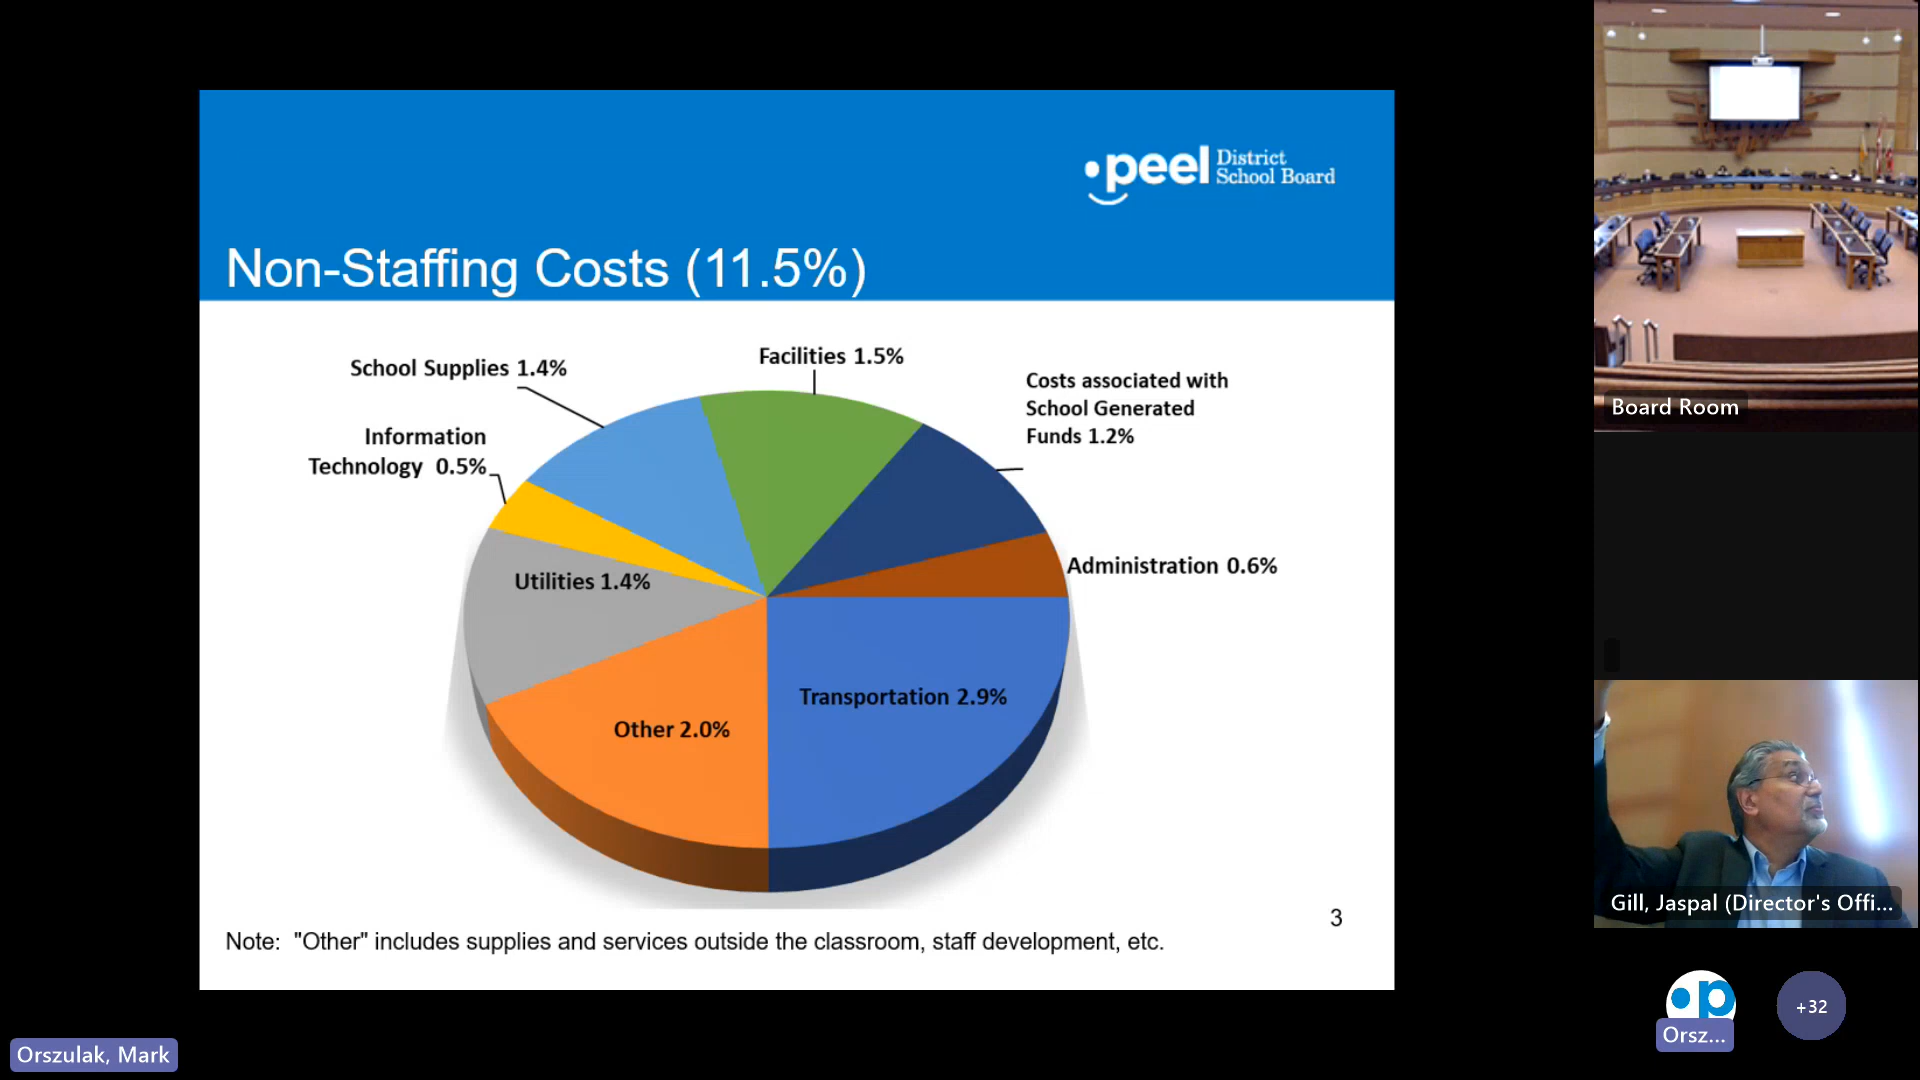 peel District
School Board
Non-Staffing Costs (11.5%)
School Supplies 1.4%
Facilities 1.5%
Costs associated with
School Generated
Funds 1.2%
Information
Technology 0.5%
Administration 0.6%
Utilities 1.4%
Transportation 2.9%
Other 2.0%
3
Note: "Other" includes supplies and services outside the classroom, staff development, etc.
Orszulak, Mark
Board Room
Gill, Jaspal (Director's Offi...
p
Orsz...
+32